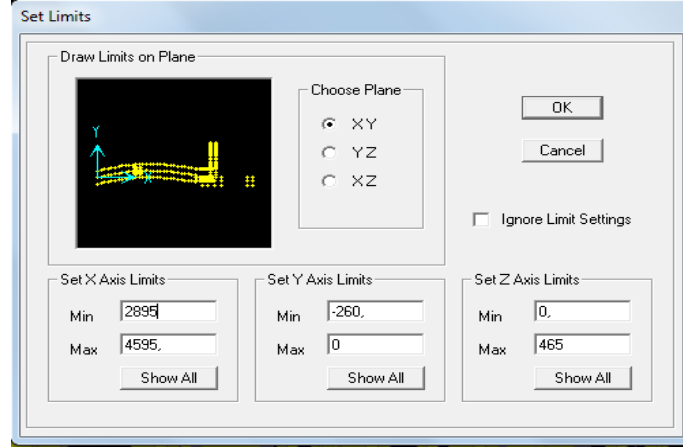 Set Limits
Draw Limits on Plane
Y
X
Choose Plane
XY
YZ
XZ
OK
Cancel
Ignore Limit Settings
Set X Axis Limits
Min 2895
Max 4595,
Show All
Set Y Axis Limits
Min -260,
Max 0
Show All
Set Z Axis Limits
Min 0,
Max 465
Show All